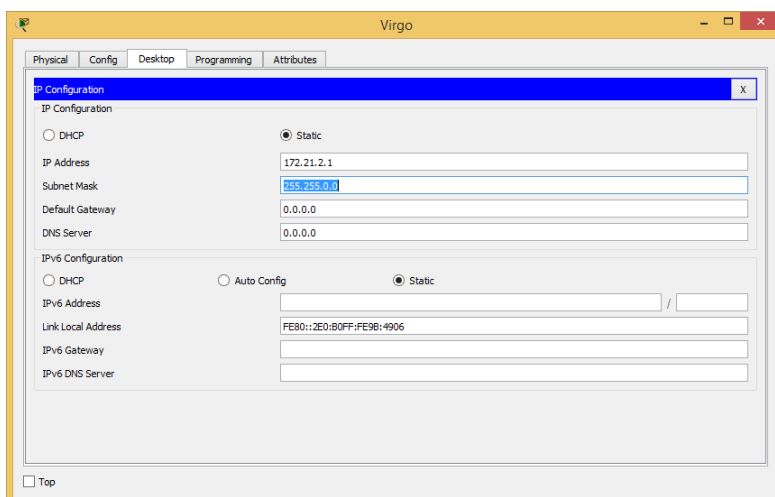 Virgo
Physical Config Desktop Programming Attributes
IP Configuration X
IP Configuration
DHCP Static
IP Address 172.21.2.1
Subnet Mask 255.255.0.0
Default Gateway 0.0.0.0
DNS Server 0.0.0.0
IPv6 Configuration
DHCP Auto Config Static
IPv6 Address /
Link Local Address FE80::2E0:B0FF:FE9B:4906
IPv6 Gateway
IPv6 DNS Server
Top